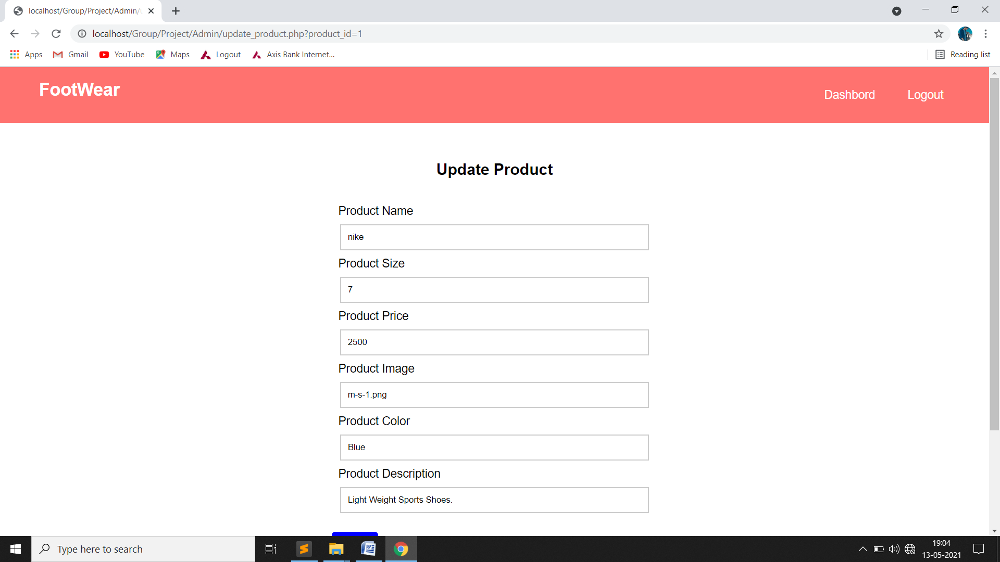 localhost/Group/Project/Admin/
localhost/Group/Project/Admin/update_product.php?product_id=1
Apps Gmail YouTube Maps Logout Axis Bank Internet... Reading list
FootWear Dashbord Logout
Update Product
Product Name
nike
Product Size
7
Product Price
2500
Product Image
m-s-1.png
Product Color
Blue
Product Description
Light Weight Sports Shoes.
Type here to search
19:04
13-05-2021